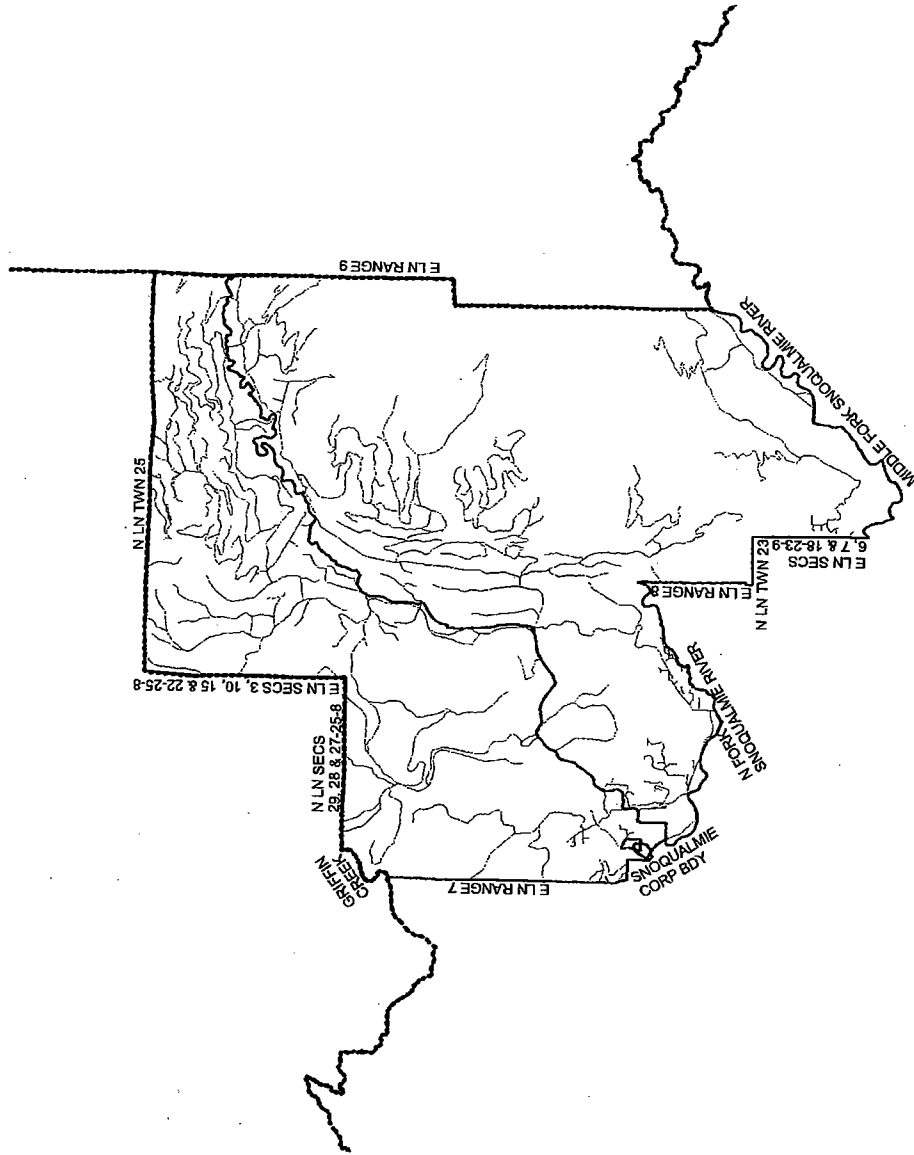 E LN RANGE 9
N LN TWN 25
E LN SECS 3, 10, 15 & 22-25-8
N LN SECS
29, 28 & 27-25-8
GRIFFIN
CREEK
E LN RANGE 7
SNOQUALMIE
CORP BDY
N FORK
SNOQUALMIE RIVER
E LN RANGE 8
N LN TWN 23
E LN SECS
6, 7 & 18-23-9
MIDDLE FORK SNOQUALMIE RIVER